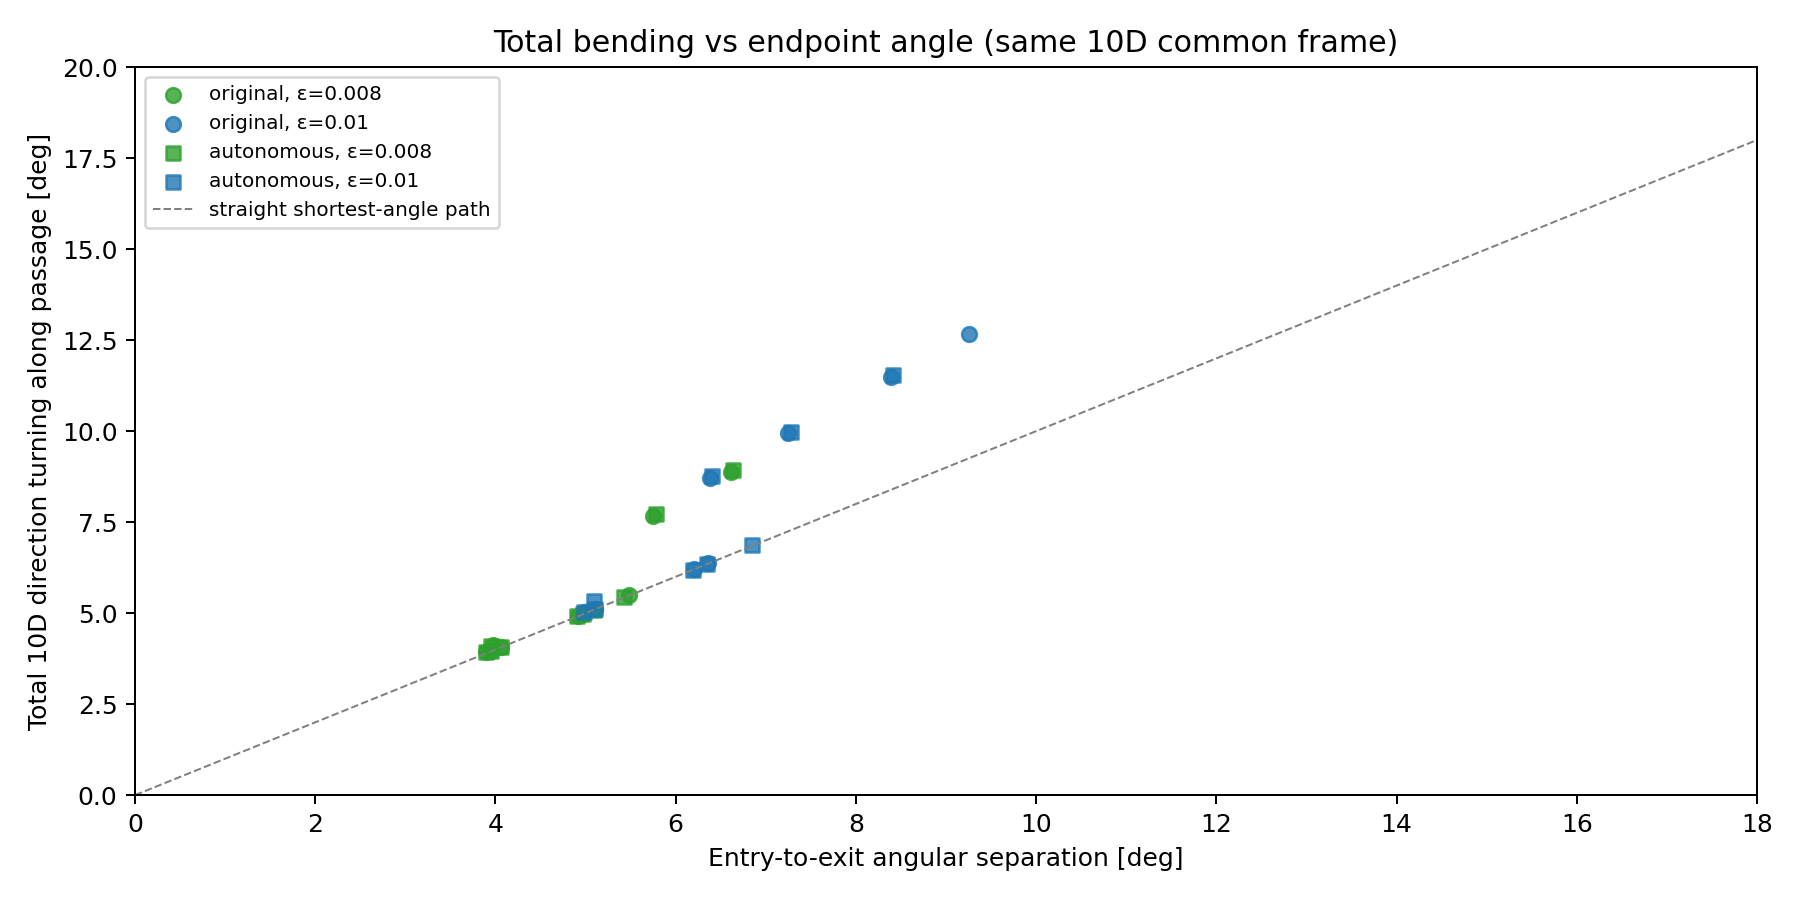 Total bending vs endpoint angle (same 10D common frame)
original, ε=0.008
original, ε=0.01
autonomous, ε=0.008
autonomous, ε=0.01
straight shortest-angle path
Total 10D direction turning along passage [deg]
20.0
17.5
15.0
12.5
10.0
7.5
5.0
2.5
0.0
0 2 4 6 8 10 12 14 16 18
Entry-to-exit angular separation [deg]